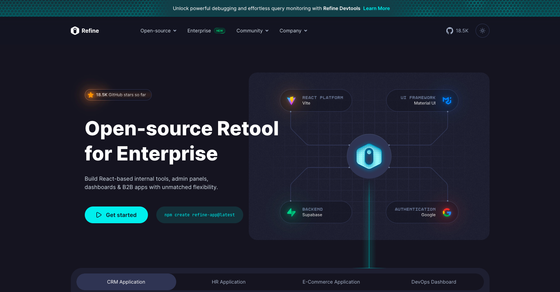 Unlock powerful debugging and effortless query monitoring with Refine Devtools Learn More
Refine
Open-source
Enterprise
Community
Company
18.5K
18.5K GitHub stars so far
Open-source Retool
for Enterprise
Build React-based internal tools, admin panels,
dashboards & B2B apps with unmatched flexibility.
Get started
npm create refine-app@latest
REACT PLATFORM
Vite
UI FRAMEWORK
Material UI
BACKEND
Supabase
AUTHENTICATION
Google
CRM Application
HR Application
E-Commerce Application
DevOps Dashboard